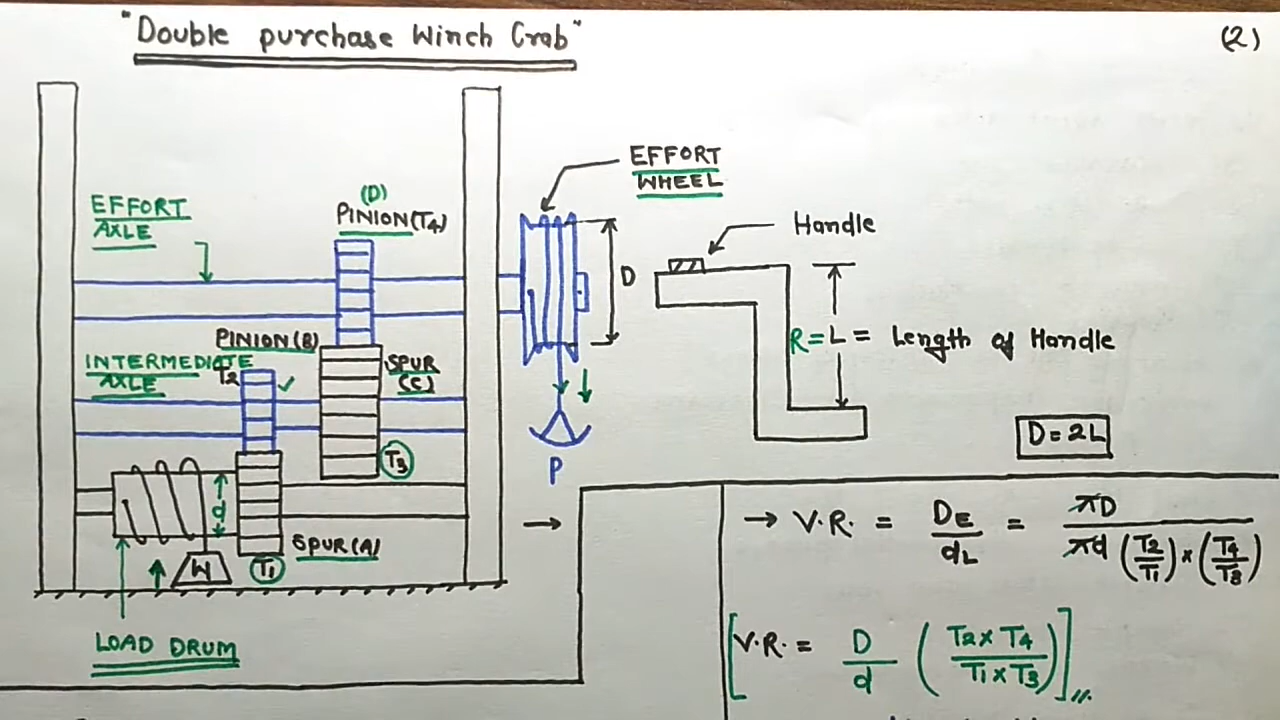 "Double purchase Winch Crab"
(2)
EFFORT
WHEEL
EFFORT
AXLE
(D)
PINION(T4)
Handle
D
PINION(B)
INTERMEDIATE
AXLE
T2
SPUR
(C)
R=L= Length of Handle
D=2L
P
T3
d
SPUR(A)
W
T1
LOAD DRUM
→ V.R. = DE/dL = πD/πd (T2/T1)×(T4/T3)
[V.R. = D/d (T2×T4/T1×T3)]